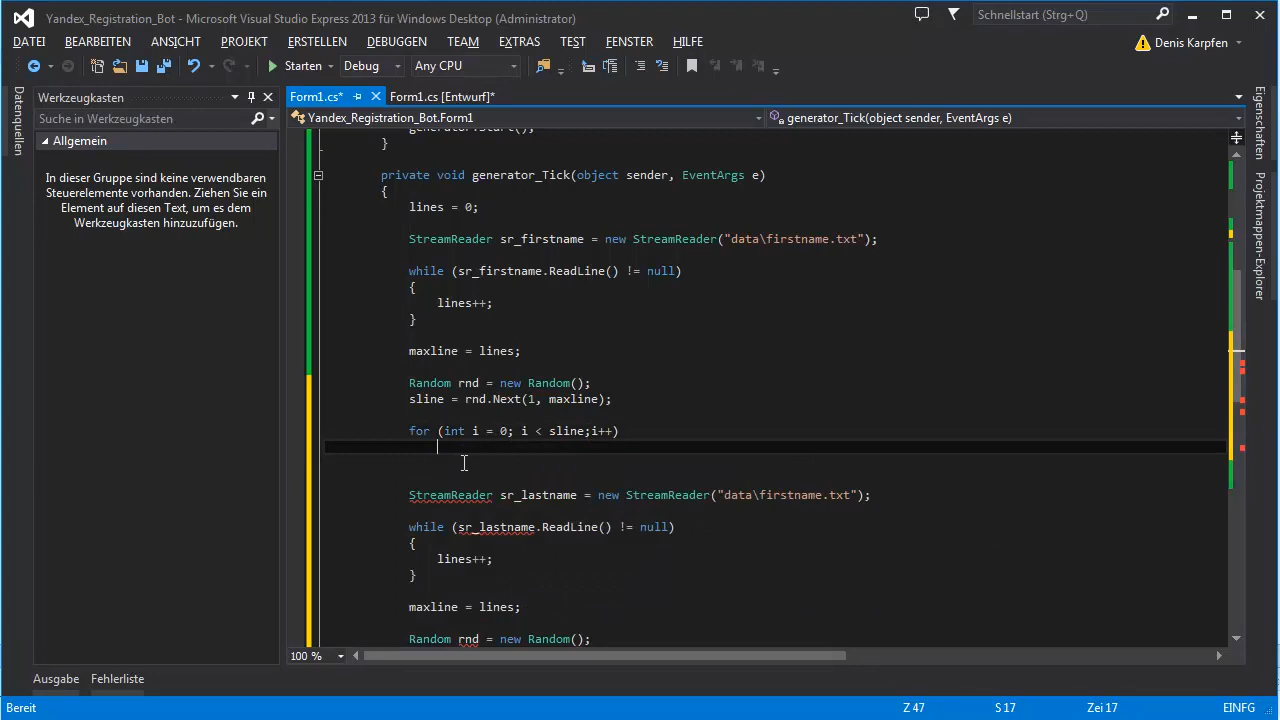 Yandex_Registration_Bot - Microsoft Visual Studio Express 2013 für Windows Desktop (Administrator)
Schnellstart (Strg+Q)
DATEI BEARBEITEN ANSICHT PROJEKT ERSTELLEN DEBUGGEN TEAM EXTRAS TEST FENSTER HILFE
Denis Karpfen
Starten Debug Any CPU
Datenquellen
Werkzeugkasten
Suche in Werkzeugkasten
Allgemein
In dieser Gruppe sind keine verwendbaren
Steuerelemente vorhanden. Ziehen Sie ein
Element auf diesen Text, um es dem
Werkzeugkasten hinzuzufügen.
Form1.cs* Form1.cs [Entwurf]*
Yandex_Registration_Bot.Form1 generator_Tick(object sender, EventArgs e)
generator.Start();
}
private void generator_Tick(object sender, EventArgs e)
{
lines = 0;
StreamReader sr_firstname = new StreamReader("data\firstname.txt");
while (sr_firstname.ReadLine() != null)
{
lines++;
}
maxline = lines;
Random rnd = new Random();
sline = rnd.Next(1, maxline);
for (int i = 0; i < sline;i++)
StreamReader sr_lastname = new StreamReader("data\firstname.txt");
while (sr_lastname.ReadLine() != null)
{
lines++;
}
maxline = lines;
Random rnd = new Random();
100 %
Eigenschaften
Projektmappen-Explorer
Ausgabe Fehlerliste
Bereit Z 47 S 17 Zei 17 EINFG